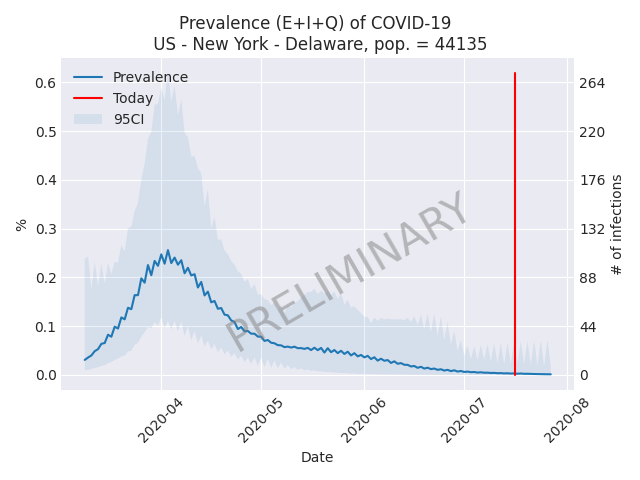 Prevalence (E+I+Q) of COVID-19
US - New York - Delaware, pop. = 44135
Prevalence
Today
95CI
PRELIMINARY
%
0.6
0.5
0.4
0.3
0.2
0.1
0.0
264
220
176
132
88
44
0
# of infections
2020-04
2020-05
2020-06
2020-07
2020-08
Date